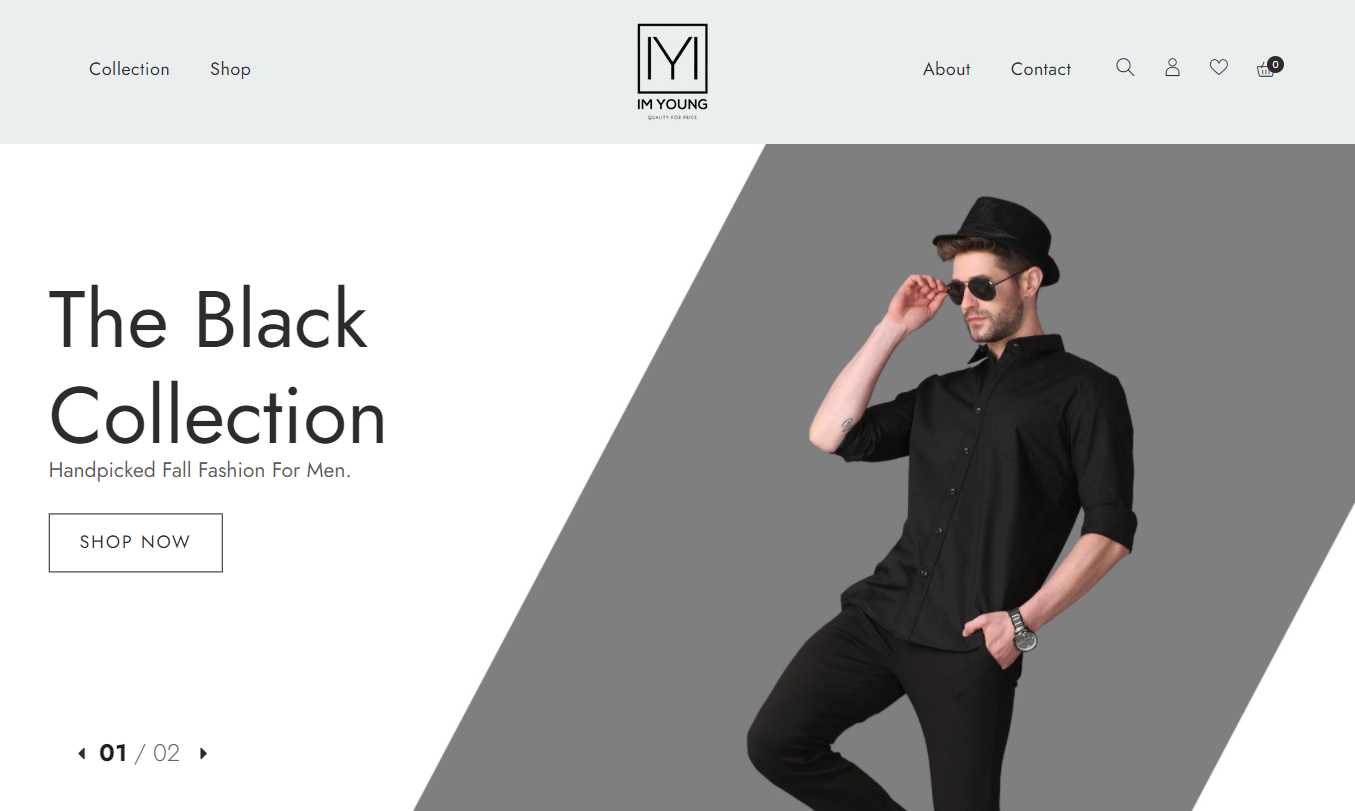 Collection Shop
IYI
IM YOUNG
QUALITY FOR PRICE
About Contact
0
The Black
Collection
Handpicked Fall Fashion For Men.
SHOP NOW
01 / 02